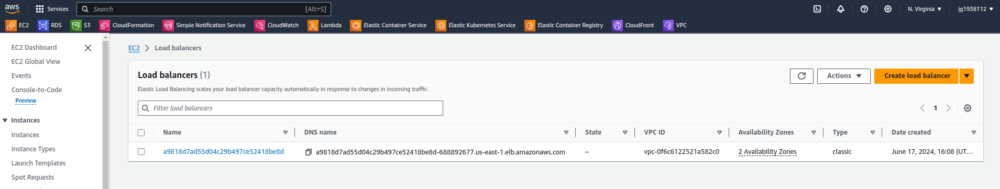 aws
Services
Search
[Alt+S]
N. Virginia
jg1938112
EC2
RDS
S3
CloudFormation
Simple Notification Service
CloudWatch
Lambda
Elastic Container Service
Elastic Kubernetes Service
Elastic Container Registry
CloudFront
VPC
EC2 Dashboard
EC2 Global View
Events
Console-to-Code
Preview
Instances
Instances
Instance Types
Launch Templates
Spot Requests
EC2 > Load balancers
Load balancers (1)
Elastic Load Balancing scales your load balancer capacity automatically in response to changes in incoming traffic.
Actions
Create load balancer
Filter load balancers
1
Name
DNS name
State
VPC ID
Availability Zones
Type
Date created
a9818d7ad55d04c29b497ce52418be8d
a9818d7ad55d04c29b497ce52418be8d-688892677.us-east-1.elb.amazonaws.com
–
vpc-0f6c6122521a582c0
2 Availability Zones
classic
June 17, 2024, 16:08 (UT...